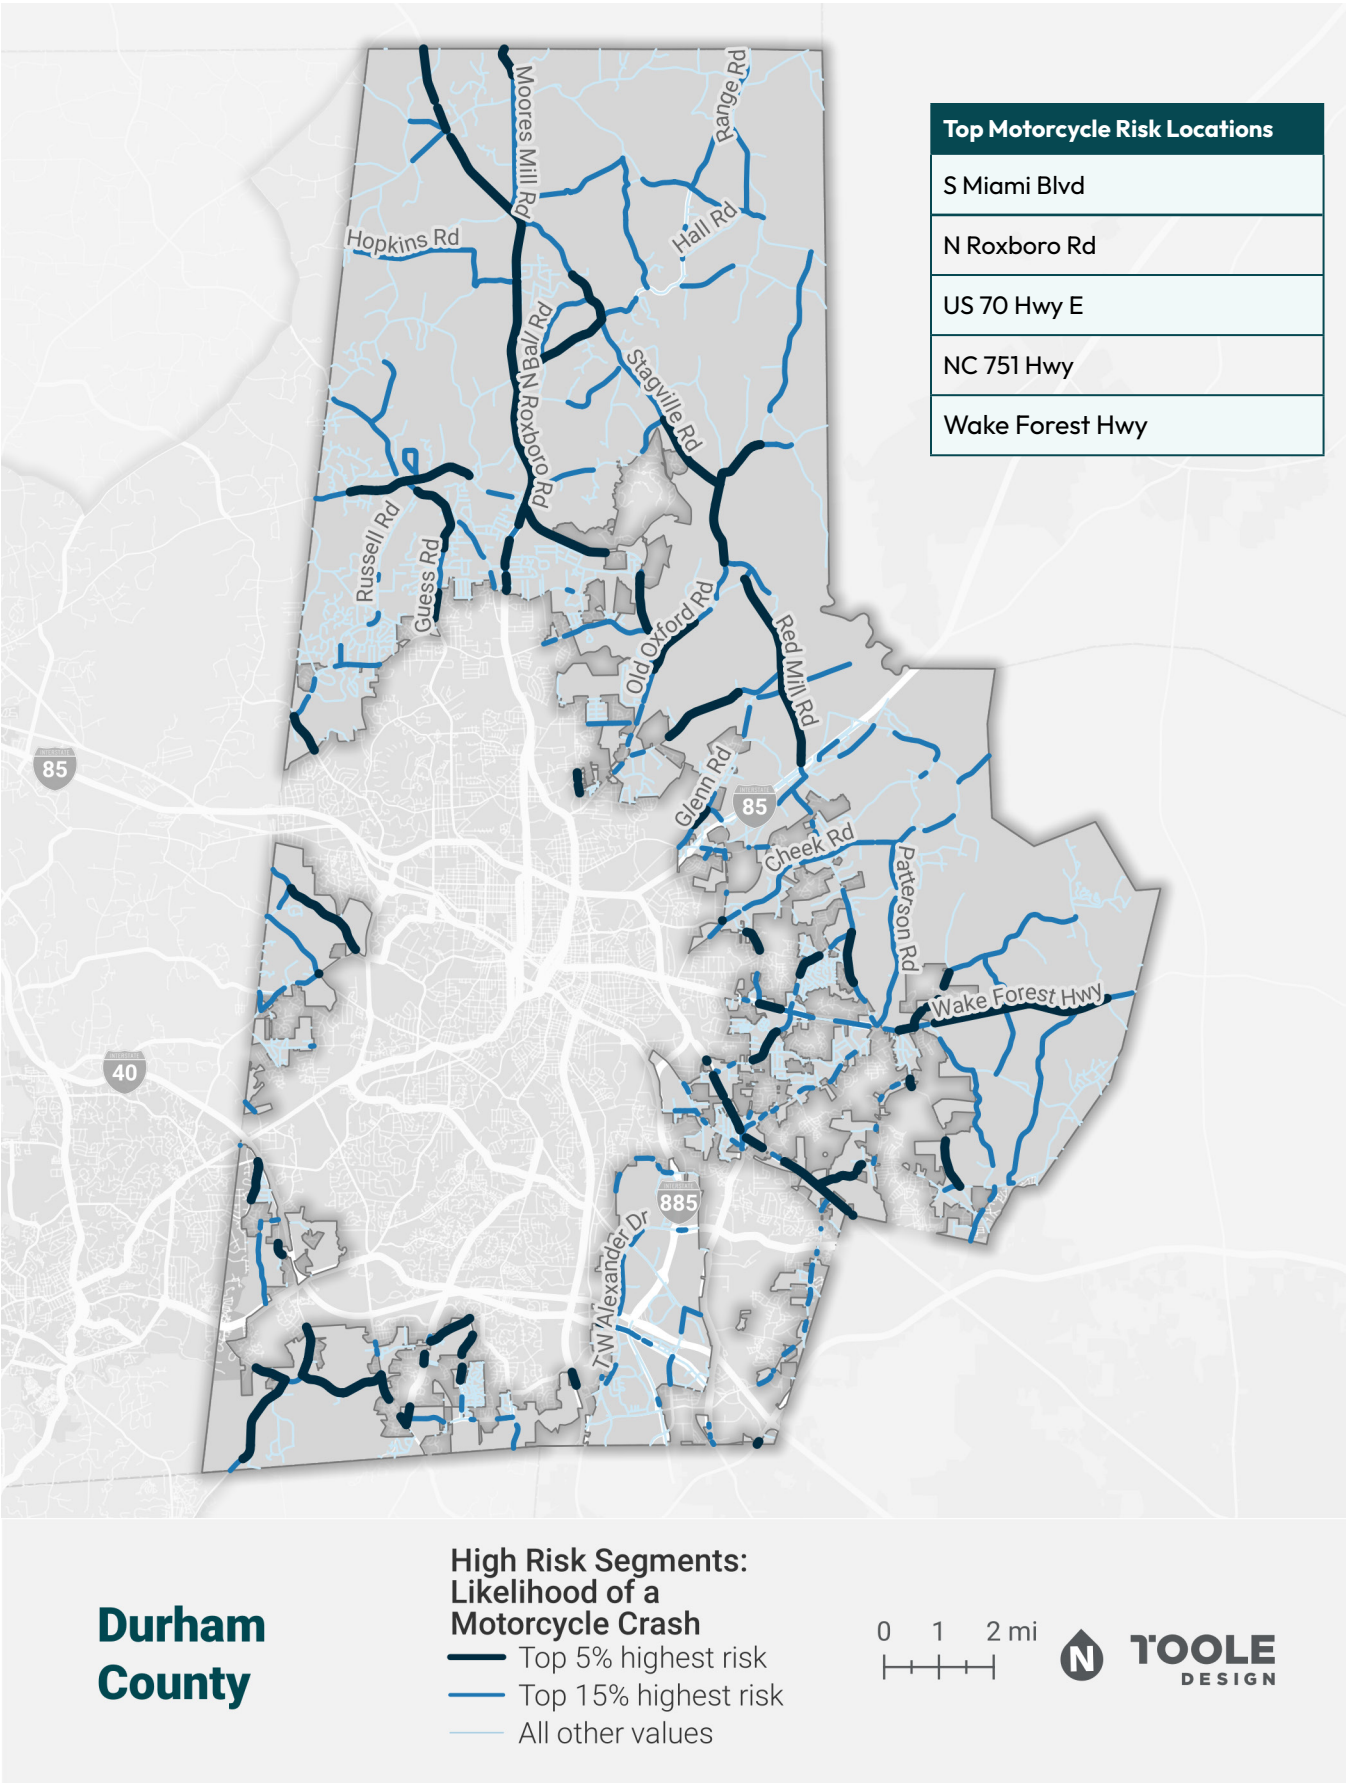 Moores Mill Rd
Range Rd
Top Motorcycle Risk Locations
S Miami Blvd
N Roxboro Rd
US 70 Hwy E
NC 751 Hwy
Wake Forest Hwy
Hopkins Rd
Hall Rd
Ball Rd
N Roxboro Rd
Stagville Rd
Russell Rd
Guess Rd
Old Oxford Rd
Red Mill Rd
INTERSTATE
85
Glenn Rd
INTERSTATE
85
Cheek Rd
Patterson Rd
Wake Forest Hwy
INTERSTATE
40
INTERSTATE
885
T W Alexander Dr
High Risk Segments:
Likelihood of a
Motorcycle Crash
Top 5% highest risk
Top 15% highest risk
All other values
Durham
County
0 1 2 mi
N
TOOLE
DESIGN